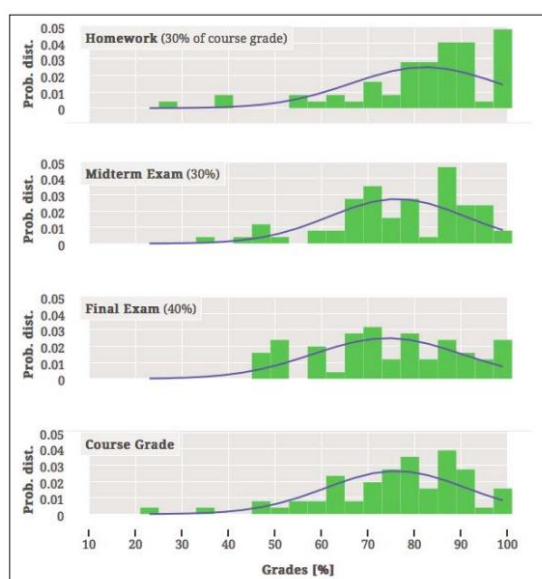 Homework (30% of course grade)
Prob. dist.
0.05
0.04
0.03
0.02
0.01
0
Midterm Exam (30%)
Prob. dist.
0.05
0.04
0.03
0.02
0.01
0
Final Exam (40%)
Prob. dist.
0.05
0.04
0.03
0.02
0.01
0
Course Grade
Prob. dist.
0.05
0.04
0.03
0.02
0.01
0
10 20 30 40 50 60 70 80 90 100
Grades [%]